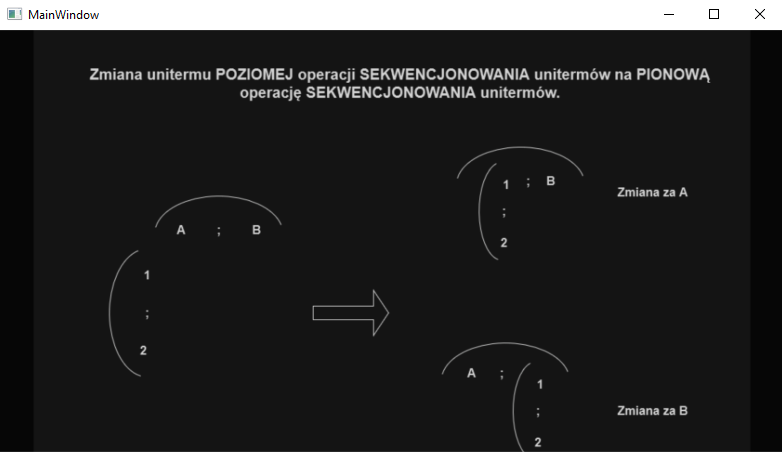 MainWindow
Zmiana unitermu POZIOMEJ operacji SEKWENCJONOWANIA unitermów na PIONOWĄ
operację SEKWENCJONOWANIA unitermów.
1 ; B
;
2
Zmiana za A
A ; B
1
;
2
A ; 1
;
2
Zmiana za B